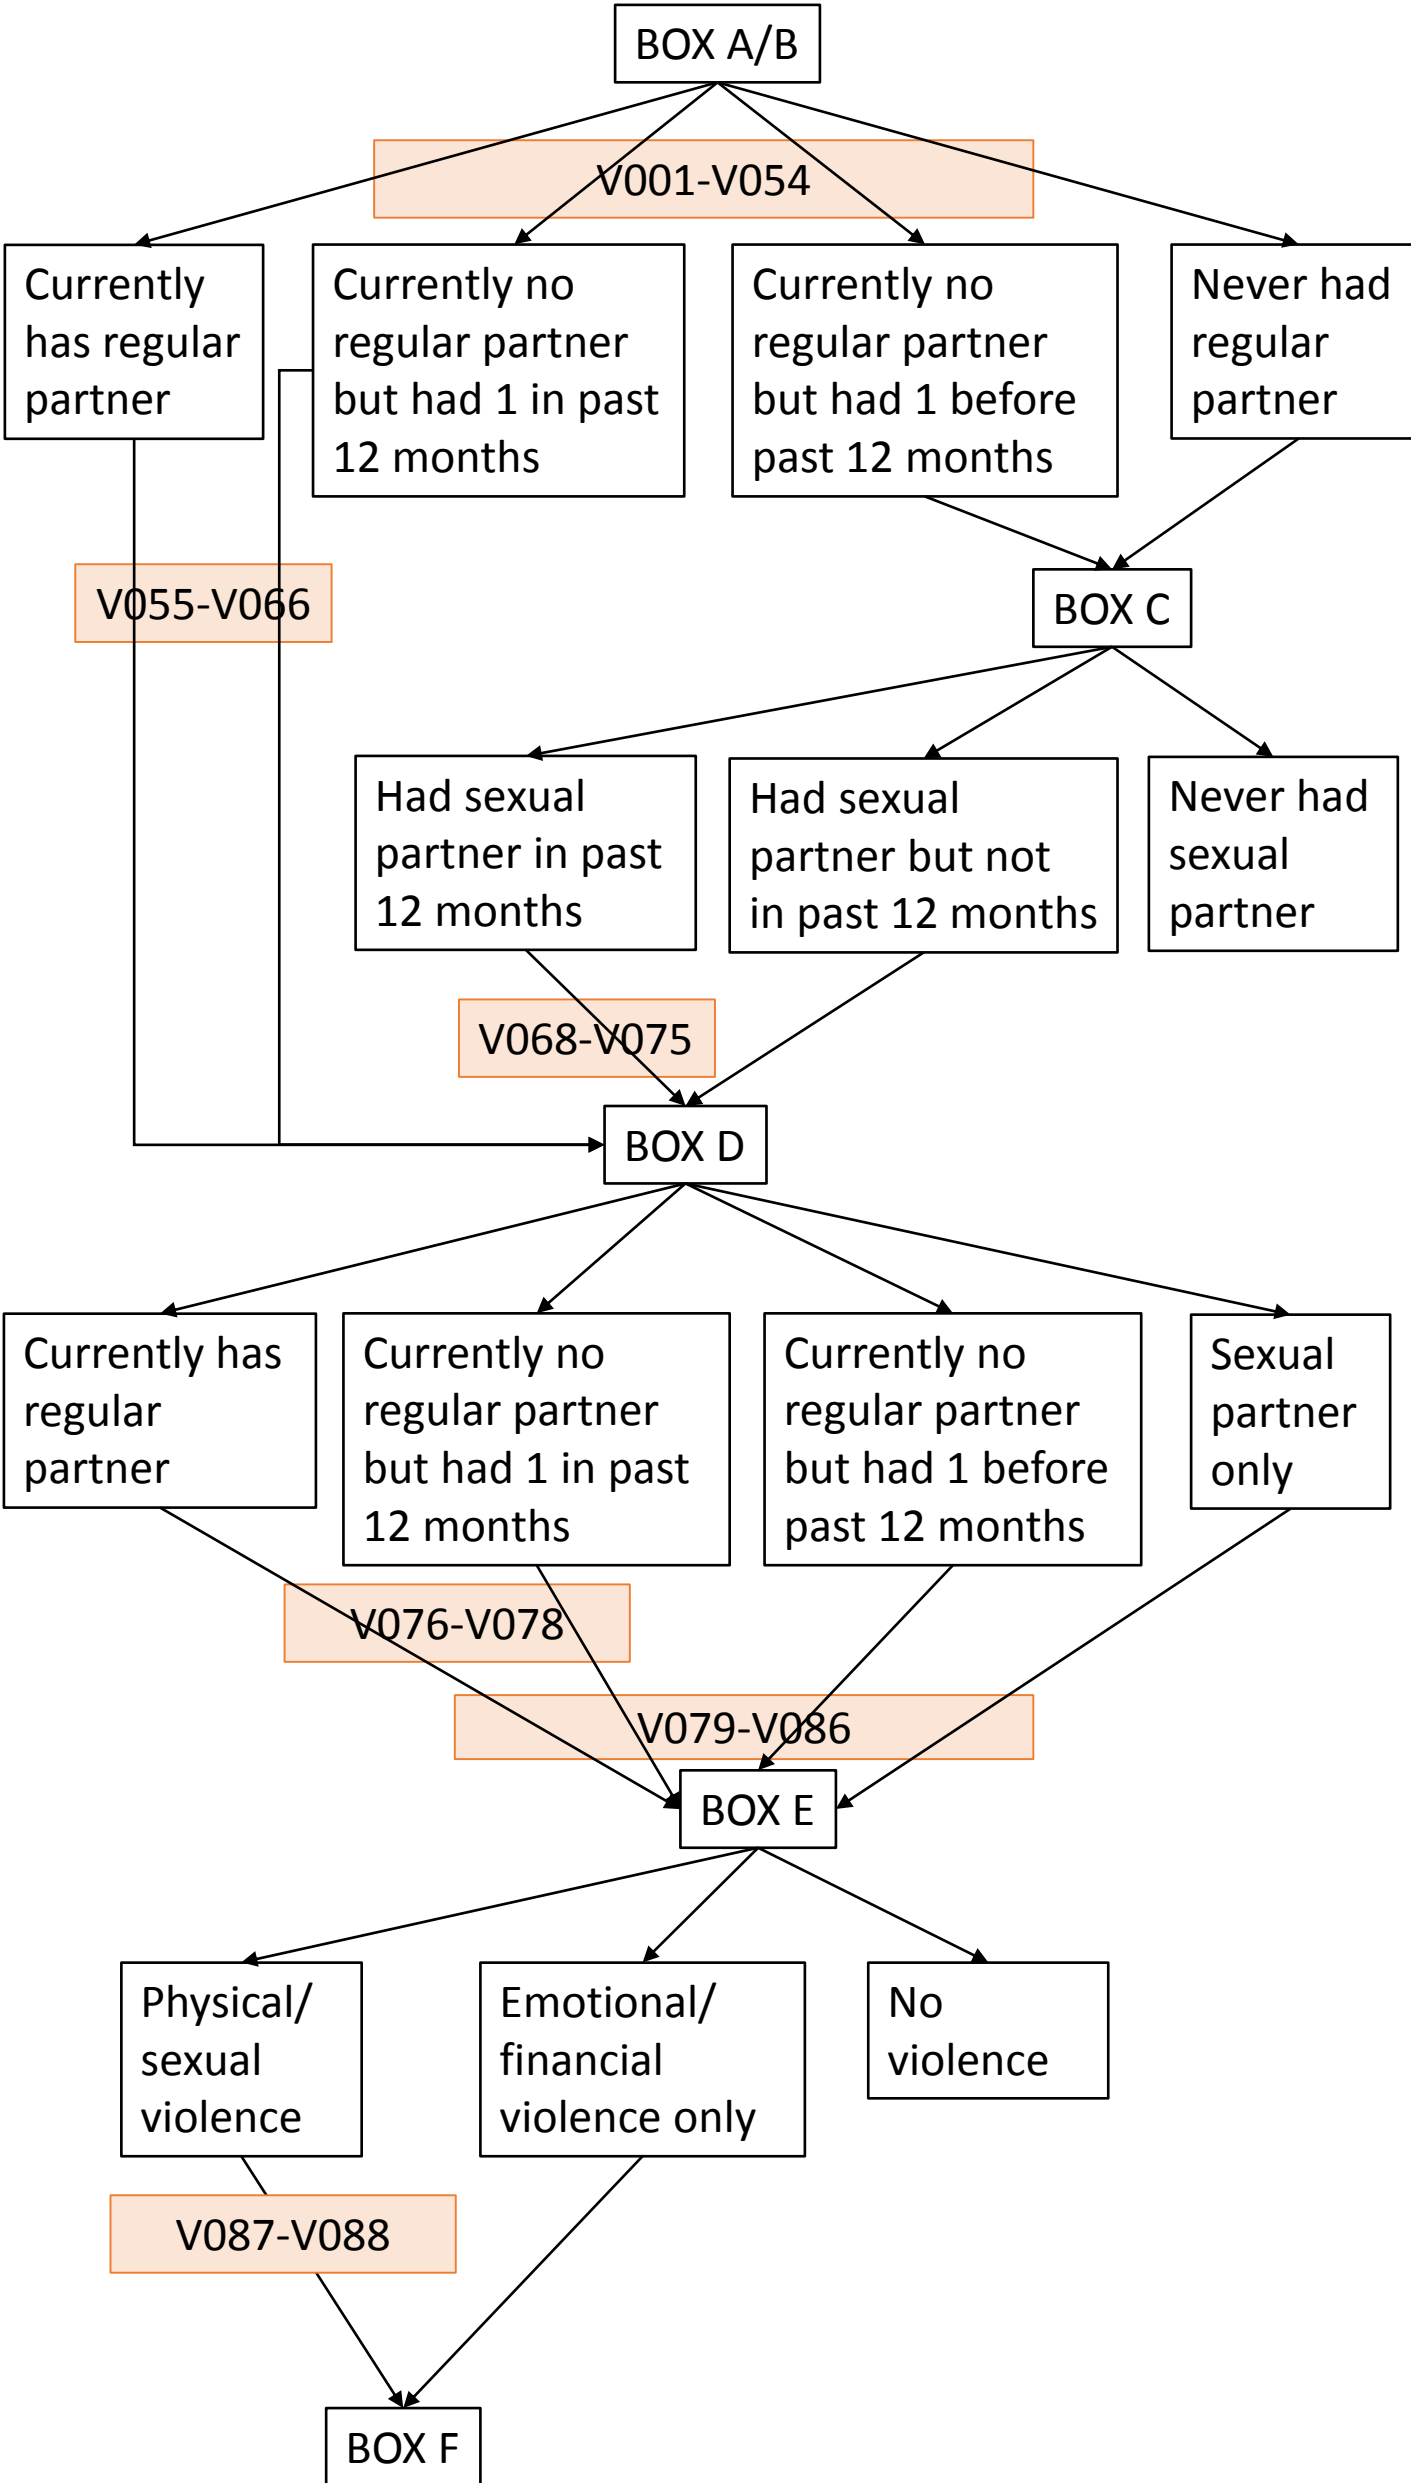 BOX A/B
V001-V054
Currently
has regular
partner
Currently no
regular partner
but had 1 in past
12 months
Currently no
regular partner
but had 1 before
past 12 months
Never had
regular
partner
V055-V066
BOX C
Had sexual
partner in past
12 months
Had sexual
partner but not
in past 12 months
Never had
sexual
partner
V068-V075
BOX D
Currently has
regular
partner
Currently no
regular partner
but had 1 in past
12 months
Currently no
regular partner
but had 1 before
past 12 months
Sexual
partner
only
V076-V078
V079-V086
BOX E
Physical/
sexual
violence
Emotional/
financial
violence only
No
violence
V087-V088
BOX F